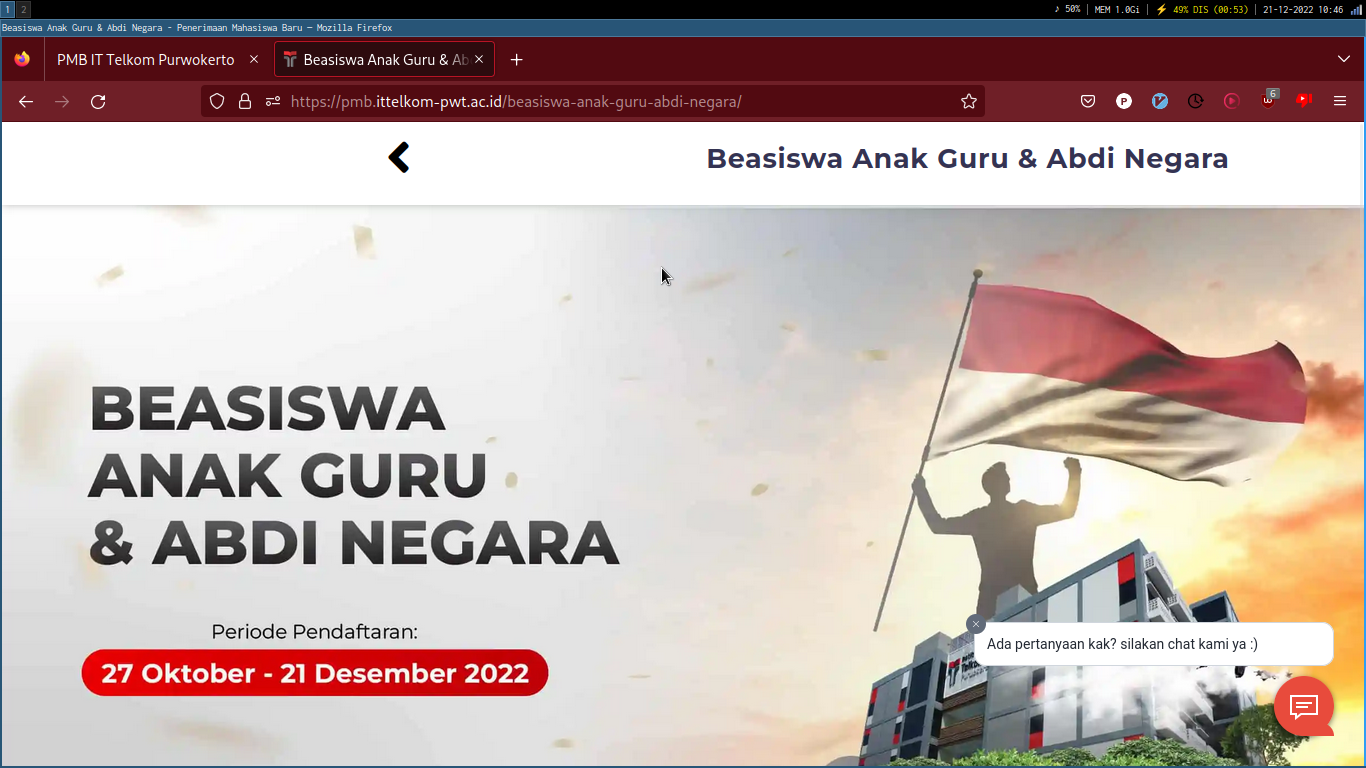 1 2
♪ 50% | MEM 1.0Gi | ⚡ 49% DIS (00:53) | 21-12-2022 10:46
Beasiswa Anak Guru & Abdi Negara - Penerimaan Mahasiswa Baru — Mozilla Firefox
PMB IT Telkom Purwokerto
Beasiswa Anak Guru & Ab
https://pmb.ittelkom-pwt.ac.id/beasiswa-anak-guru-abdi-negara/
P
6
Beasiswa Anak Guru & Abdi Negara
BEASISWA
ANAK GURU
& ABDI NEGARA
Periode Pendaftaran:
27 Oktober - 21 Desember 2022
Ada pertanyaan kak? silakan chat kami ya :)